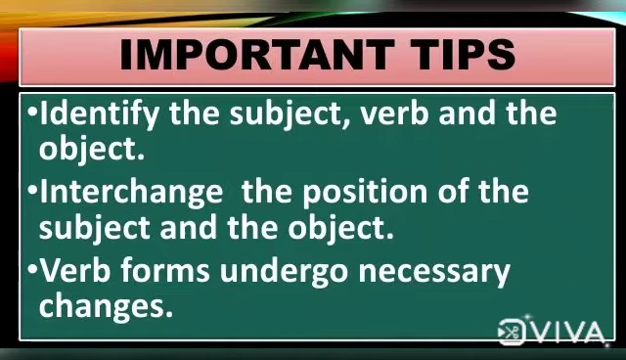 IMPORTANT TIPS
•Identify the subject, verb and the
object.
•Interchange the position of the
subject and the object.
•Verb forms undergo necessary
changes.
VIVA